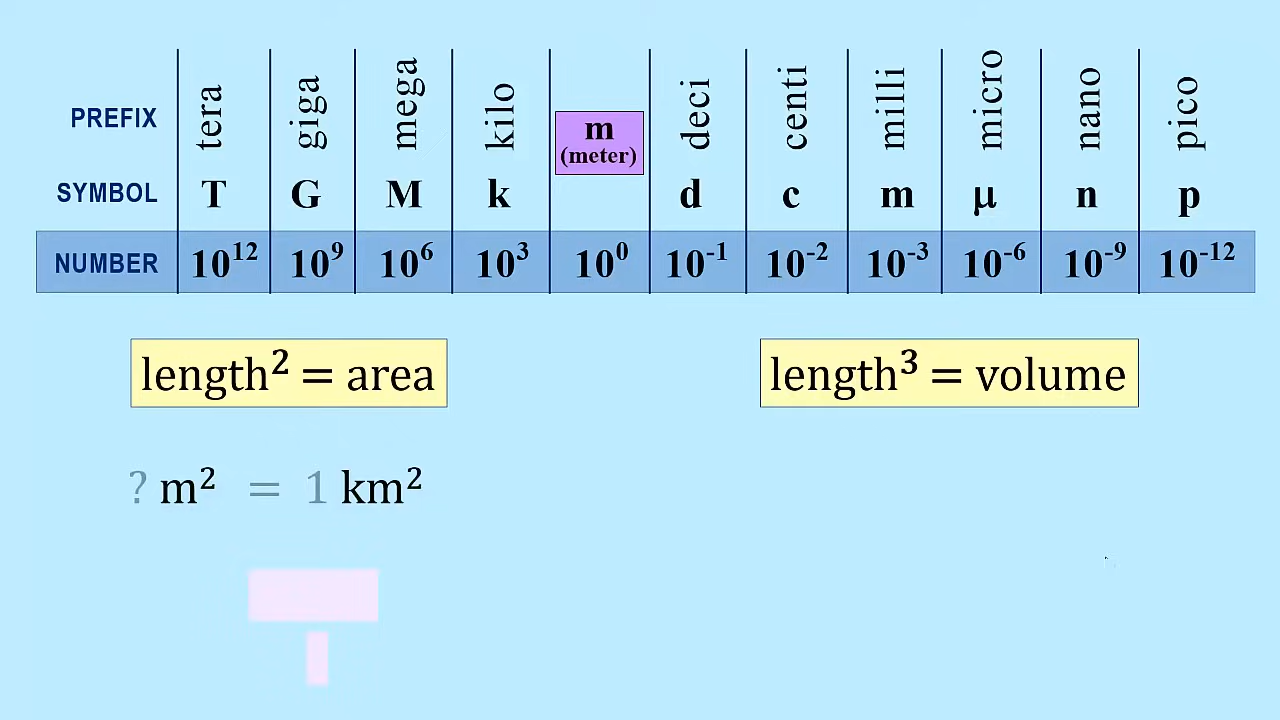 PREFIX tera giga mega kilo m (meter) deci centi milli micro nano pico
SYMBOL T G M k d c m μ n p
NUMBER 10¹² 10⁹ 10⁶ 10³ 10⁰ 10⁻¹ 10⁻² 10⁻³ 10⁻⁶ 10⁻⁹ 10⁻¹²
length² = area length³ = volume
? m² = 1 km²